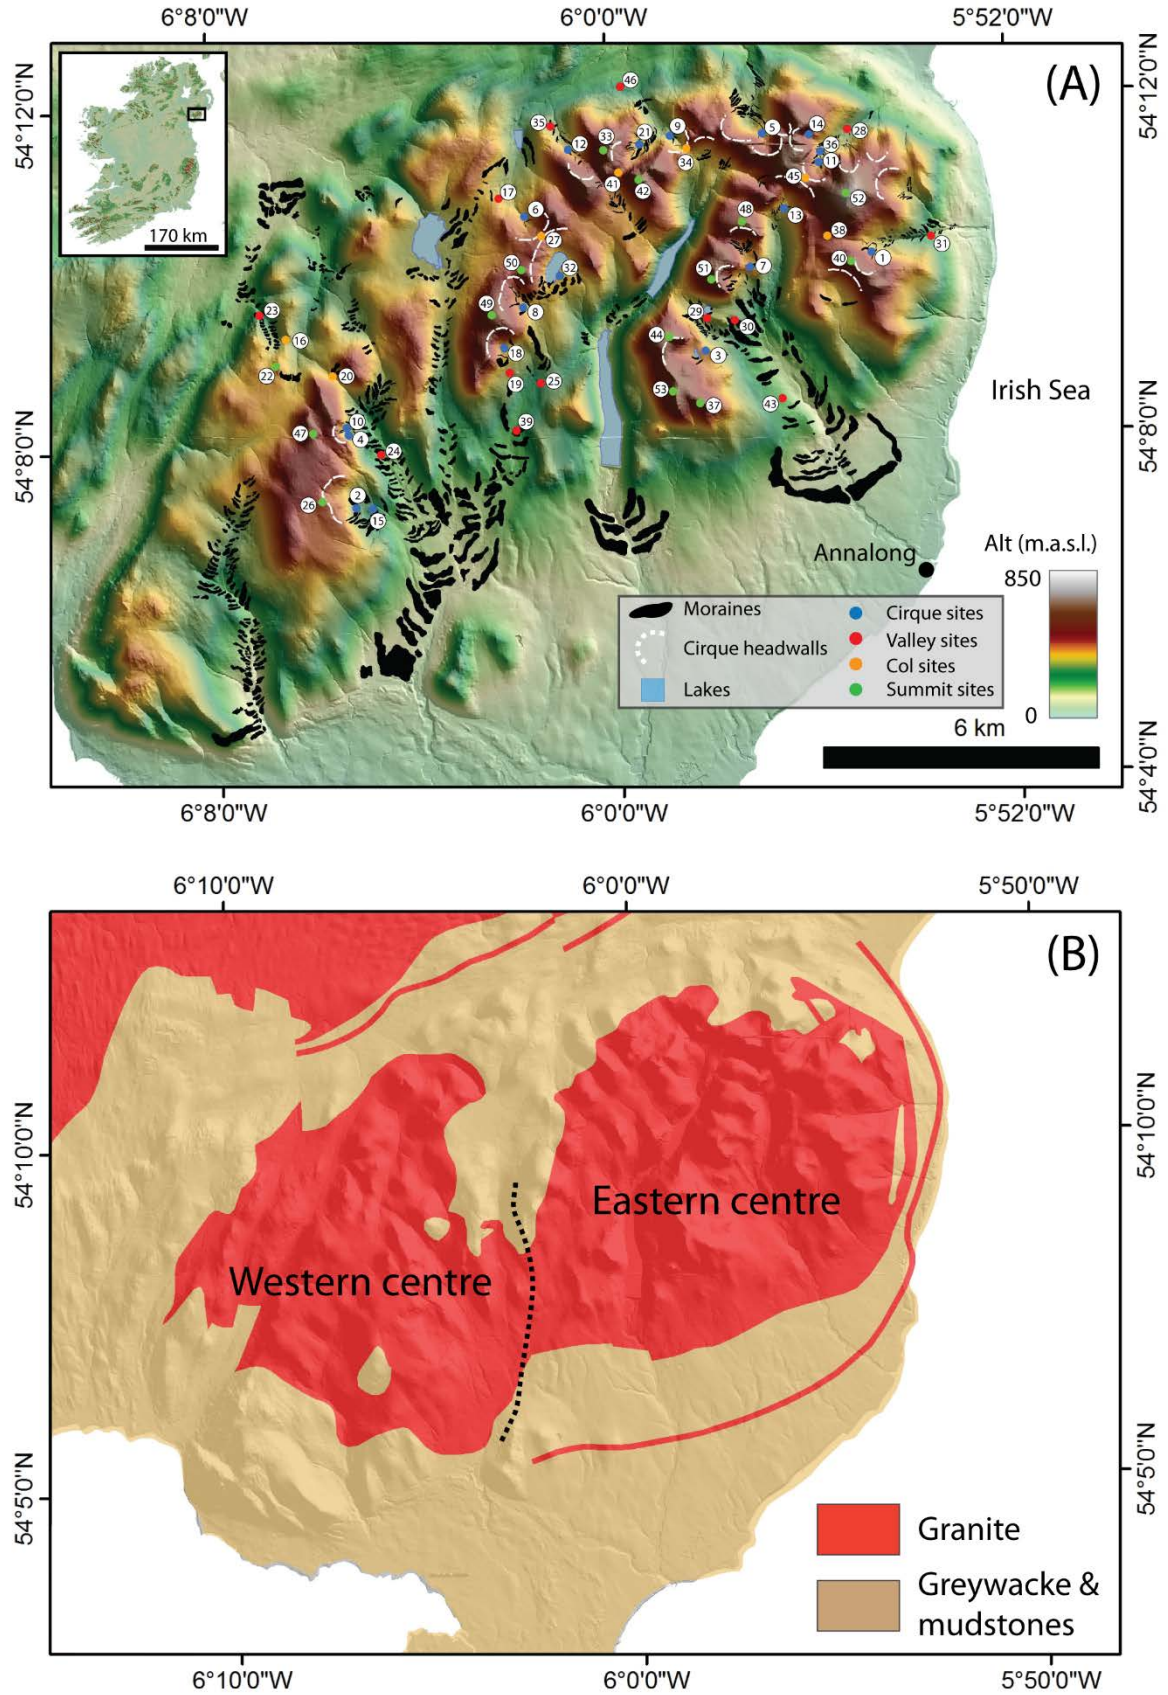 6°8'0"W 6°0'0"W 5°52'0"W
(A)
54°12'0"N
54°12'0"N
170 km
46
35
12
33
21
9
5
14
28
36
11
34
41
42
45
52
17
6
27
48
13
38
31
40
1
50
32
51
7
23
49
8
29
30
16
18
44
3
22
20
19
25
53
37
43
47
10
4
39
24
26
2
15
Irish Sea
54°8'0"N
54°8'0"N
Annalong
Alt (m.a.s.l.)
850
0
Moraines
Cirque headwalls
Lakes
Cirque sites
Valley sites
Col sites
Summit sites
6 km
54°4'0"N
6°8'0"W 6°0'0"W 5°52'0"W
6°10'0"W 6°0'0"W 5°50'0"W
(B)
54°10'0"N
54°10'0"N
Eastern centre
Western centre
54°5'0"N
54°5'0"N
Granite
Greywacke &
mudstones
6°10'0"W 6°0'0"W 5°50'0"W